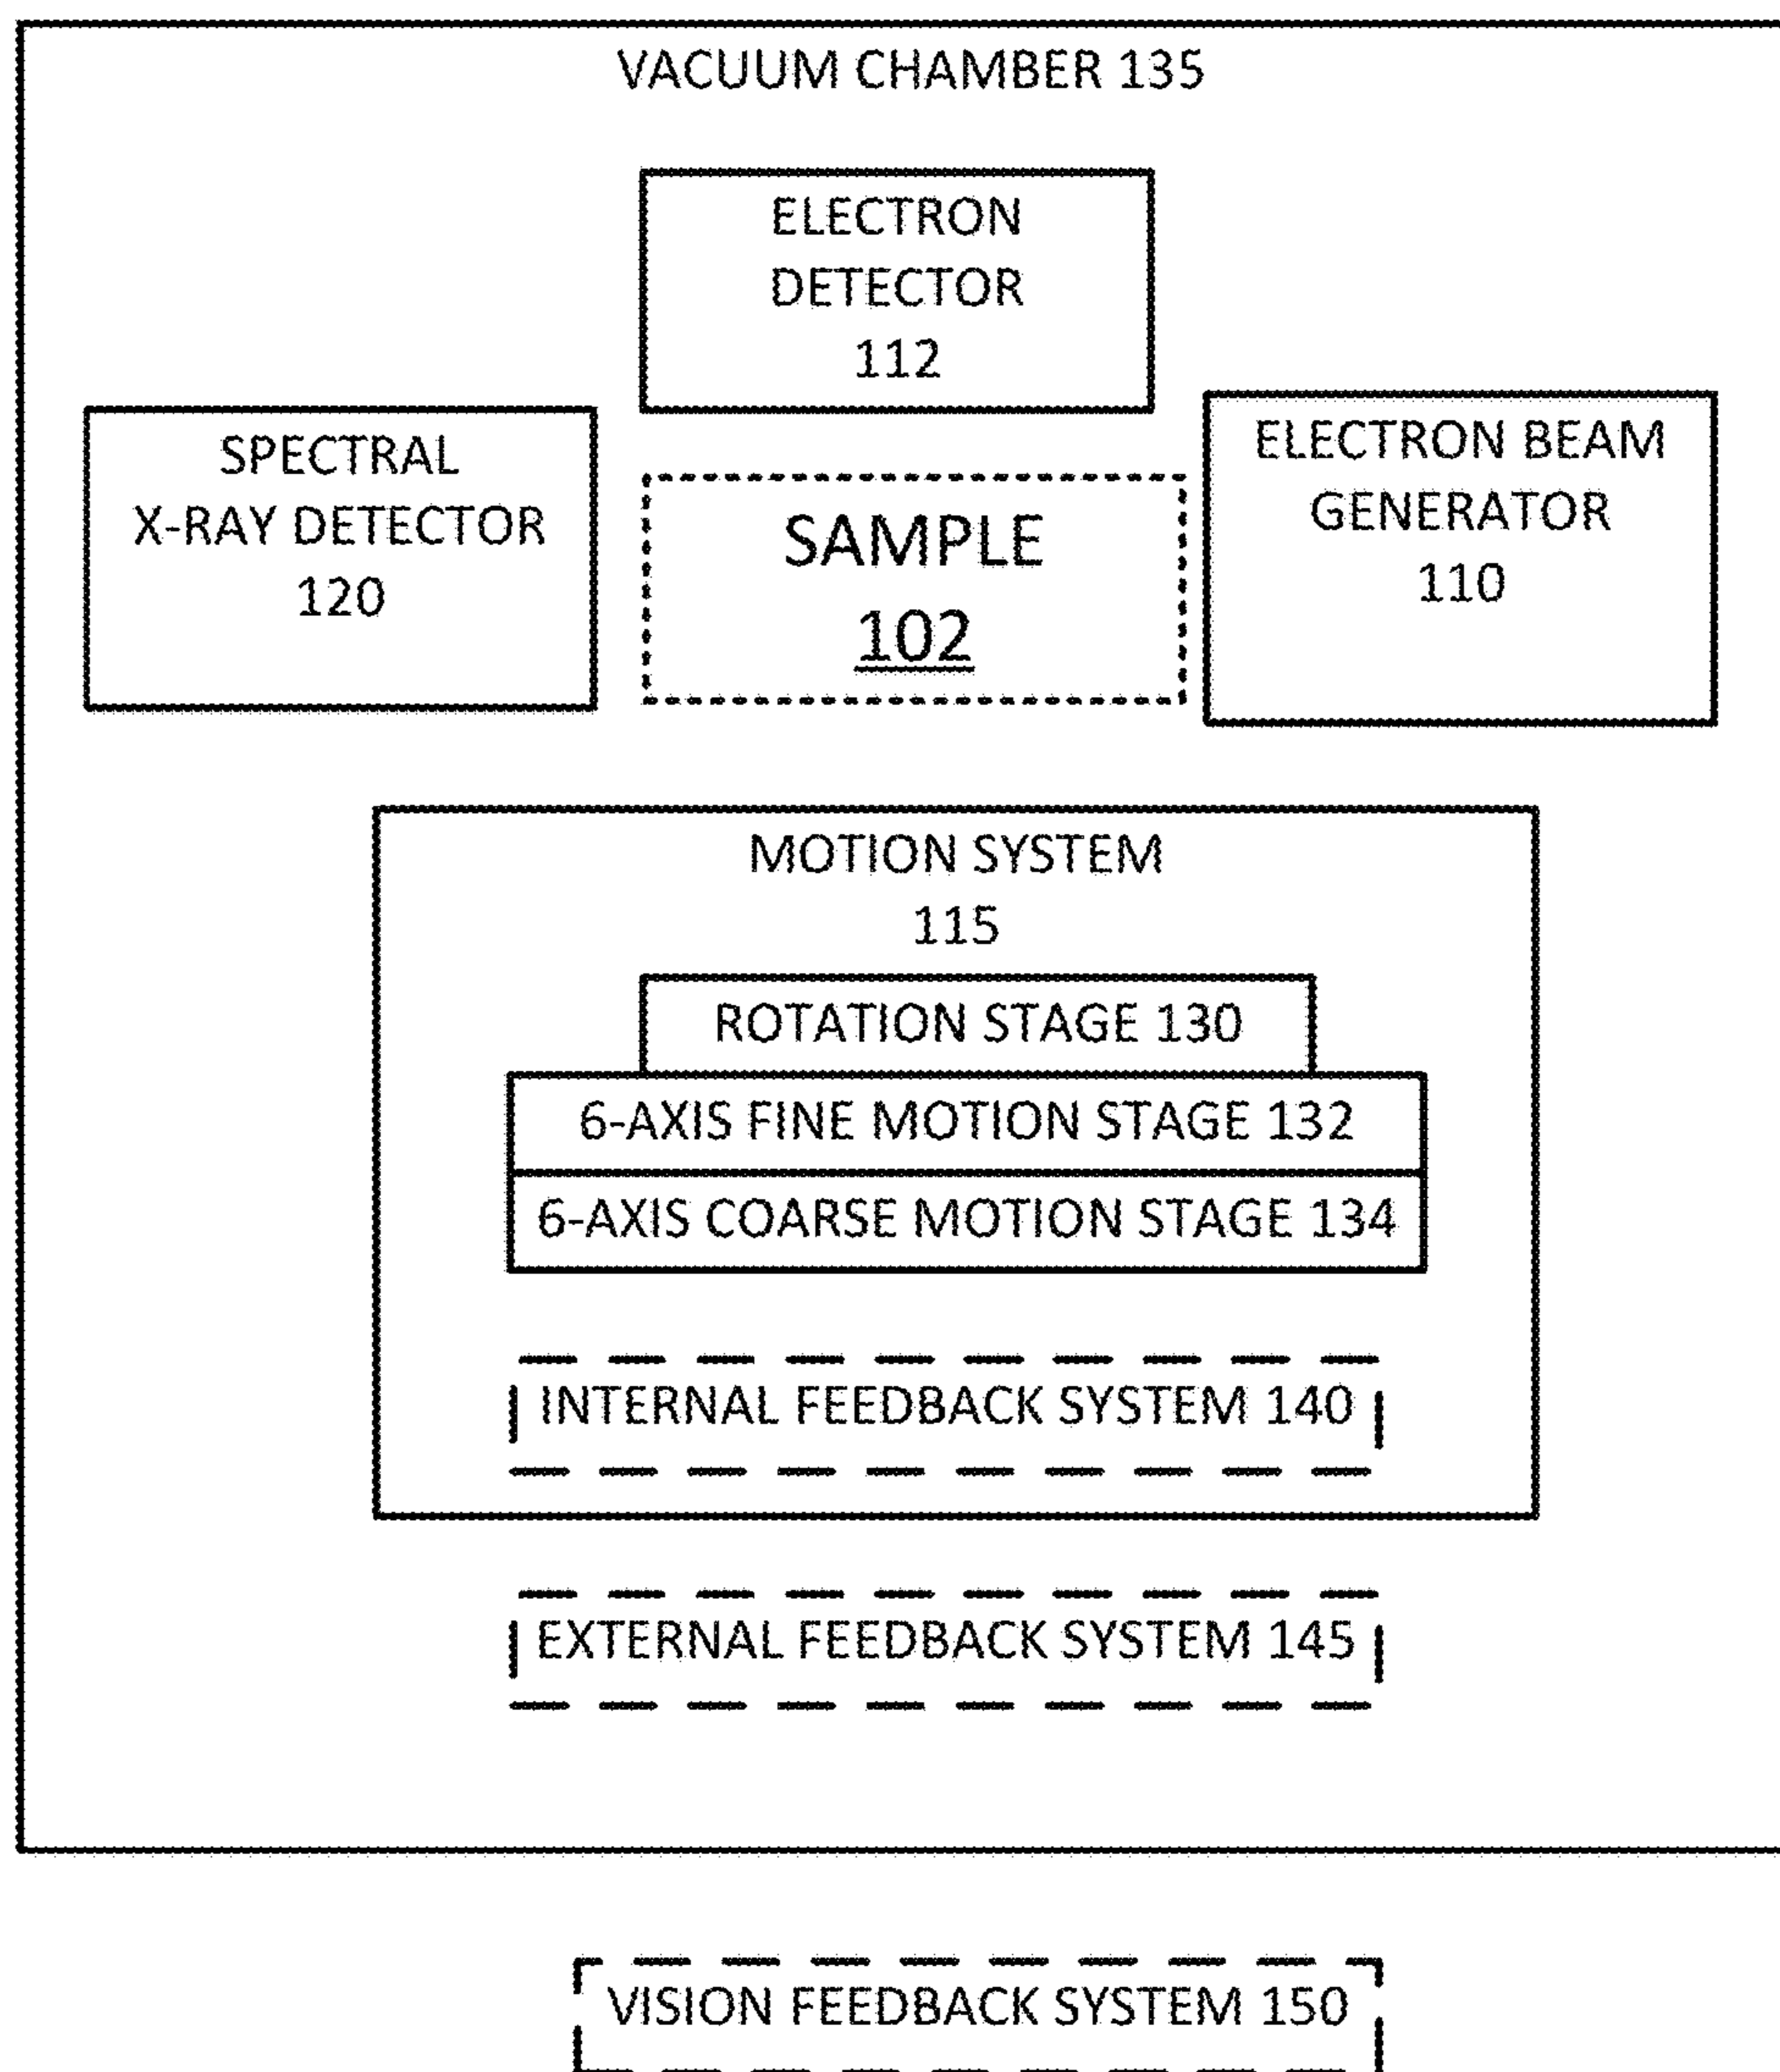 VACUUM CHAMBER 135
ELECTRON
DETECTOR
112
SPECTRAL
X-RAY DETECTOR
120
SAMPLE
102
ELECTRON BEAM
GENERATOR
110
MOTION SYSTEM
115
ROTATION STAGE 130
6-AXIS FINE MOTION STAGE 132
6-AXIS COARSE MOTION STAGE 134
INTERNAL FEEDBACK SYSTEM 140
EXTERNAL FEEDBACK SYSTEM 145
VISION FEEDBACK SYSTEM 150